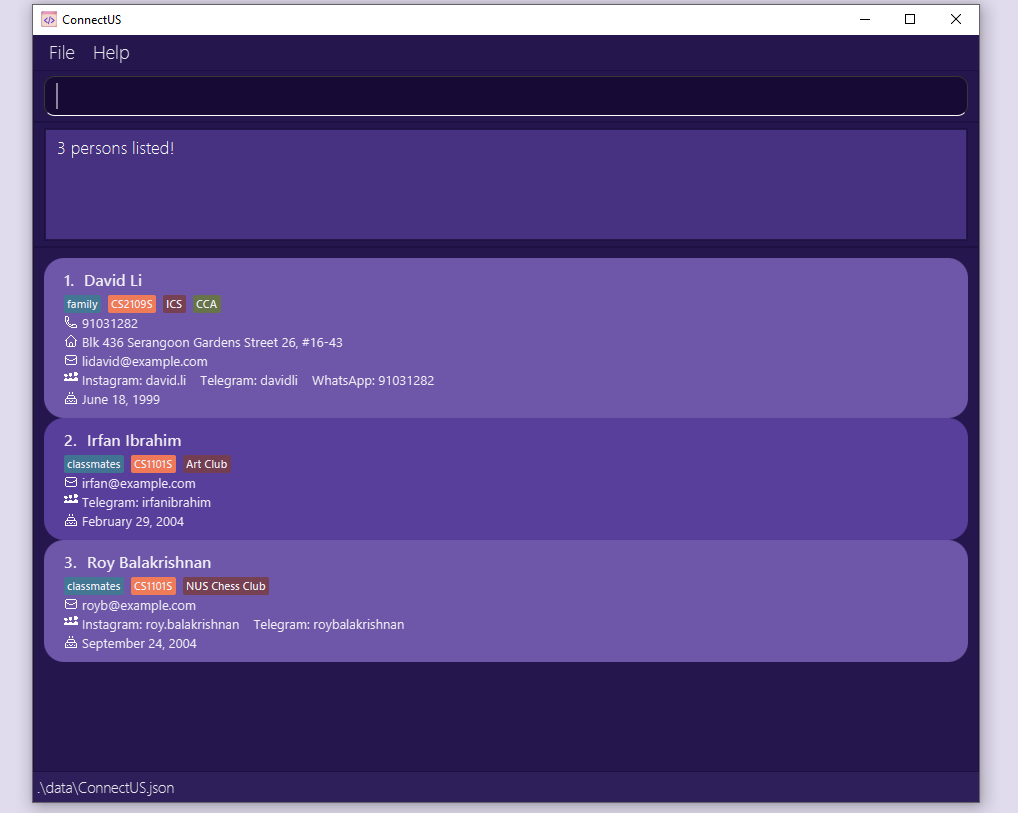 ConnectUS
File Help
3 persons listed!
1. David Li
family CS2109S ICS CCA
91031282
Blk 436 Serangoon Gardens Street 26, #16-43
lidavid@example.com
Instagram: david.li Telegram: davidli WhatsApp: 91031282
June 18, 1999
2. Irfan Ibrahim
classmates CS1101S Art Club
irfan@example.com
Telegram: irfanibrahim
February 29, 2004
3. Roy Balakrishnan
classmates CS1101S NUS Chess Club
royb@example.com
Instagram: roy.balakrishnan Telegram: roybalakrishnan
September 24, 2004
.\data\ConnectUS.json